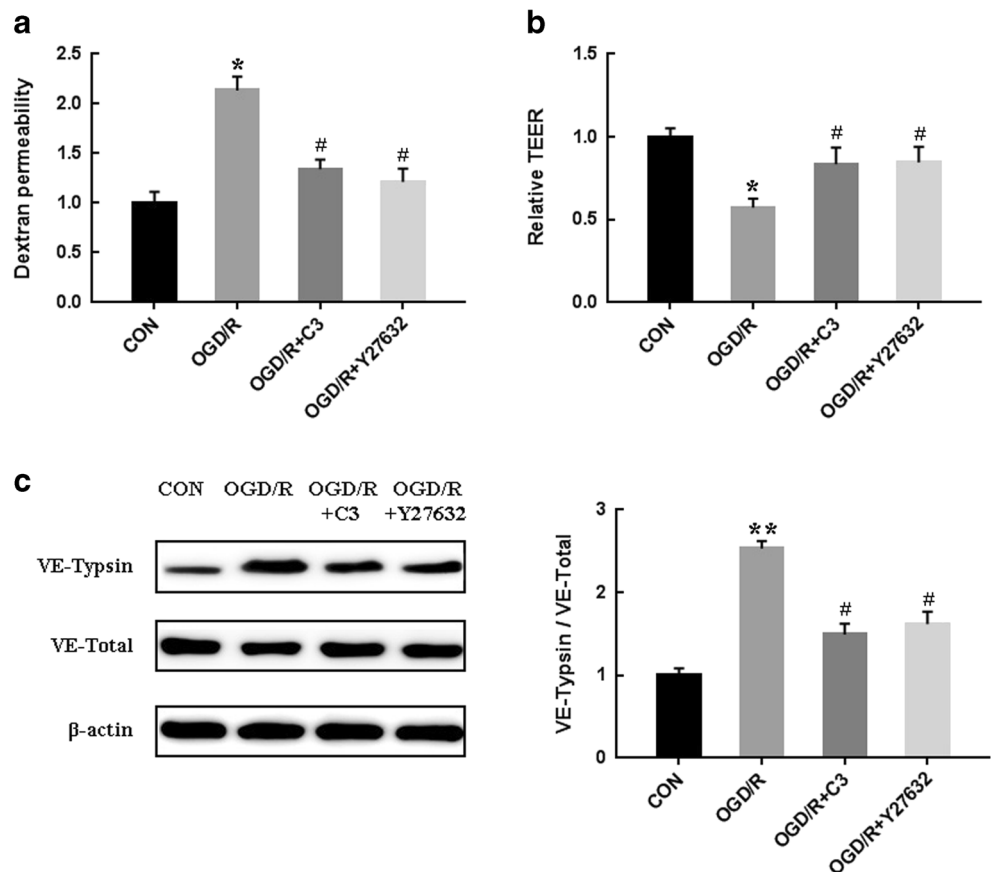 a
Dextran permeability
2.5
2.0
1.5
1.0
0.5
0.0
*
#
#
CON
OGD/R
OGD/R+C3
OGD/R+Y27632
b
Relative TEER
1.5
1.0
0.5
0.0
*
#
#
CON
OGD/R
OGD/R+C3
OGD/R+Y27632
c
CON OGD/R OGD/R OGD/R
+C3 +Y27632
VE-Typsin
VE-Total
β-actin
VE-Typsin / VE-Total
3
2
1
0
**
#
#
CON
OGD/R
OGD/R+C3
OGD/R+Y27632